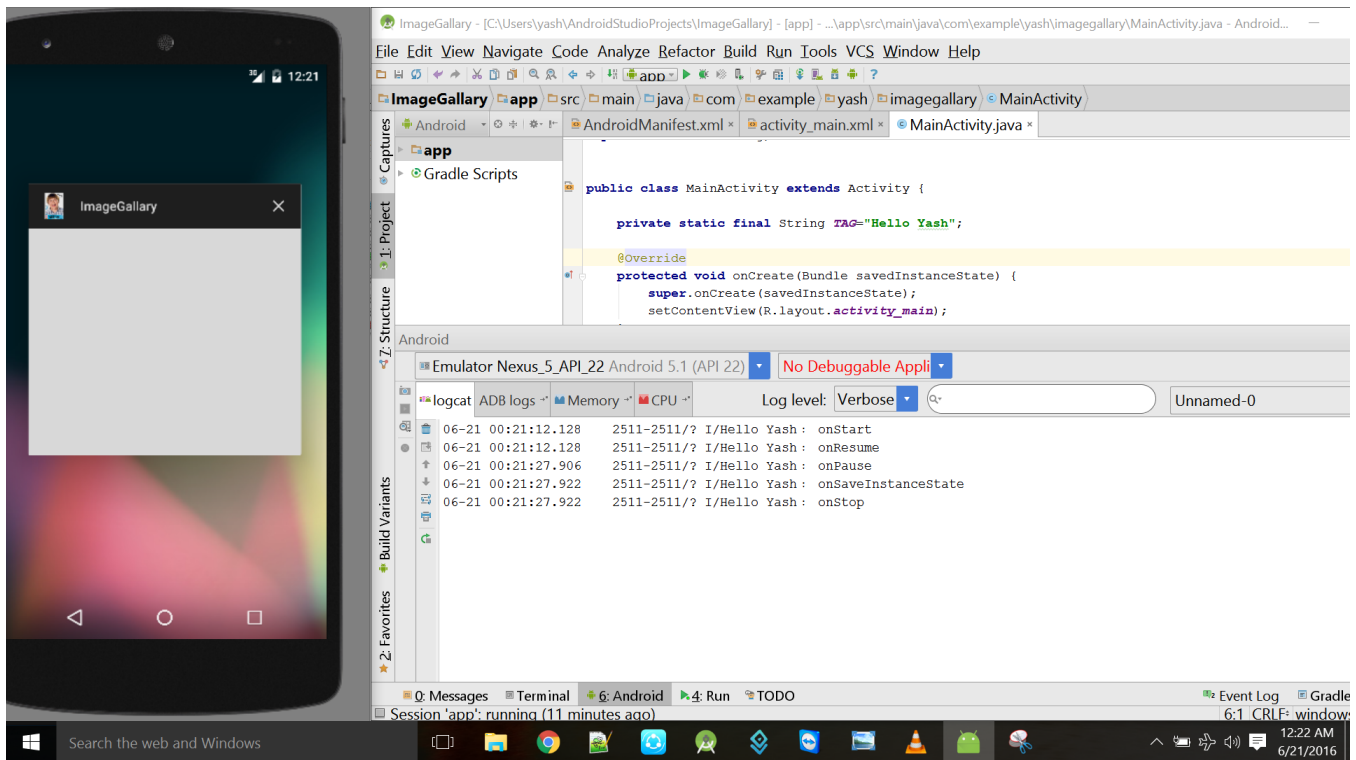 3G 12:21
ImageGallary
ImageGallary - [C:\Users\yash\AndroidStudioProjects\ImageGallary] - [app] - ...\app\src\main\java\com\example\yash\imagegallary\MainActivity.java - Android...
File Edit View Navigate Code Analyze Refactor Build Run Tools VCS Window Help
app
ImageGallary app src main java com example yash imagegallary MainActivity
Android AndroidManifest.xml activity_main.xml MainActivity.java
Captures
1: Project
7: Structure
Build Variants
2: Favorites
app
Gradle Scripts
public class MainActivity extends Activity {
private static final String TAG="Hello Yash";
@Override
protected void onCreate(Bundle savedInstanceState) {
super.onCreate(savedInstanceState);
setContentView(R.layout.activity_main);
Android
Emulator Nexus_5_API_22 Android 5.1 (API 22) No Debuggable Appli
logcat ADB logs Memory CPU Log level: Verbose Unnamed-0
06-21 00:21:12.128 2511-2511/? I/Hello Yash: onStart
06-21 00:21:12.128 2511-2511/? I/Hello Yash: onResume
06-21 00:21:27.906 2511-2511/? I/Hello Yash: onPause
06-21 00:21:27.922 2511-2511/? I/Hello Yash: onSaveInstanceState
06-21 00:21:27.922 2511-2511/? I/Hello Yash: onStop
0: Messages Terminal 6: Android 4: Run TODO Event Log Gradle
Session 'app': running (11 minutes ago) 6:1 CRLF: windows
Search the web and Windows
12:22 AM
6/21/2016